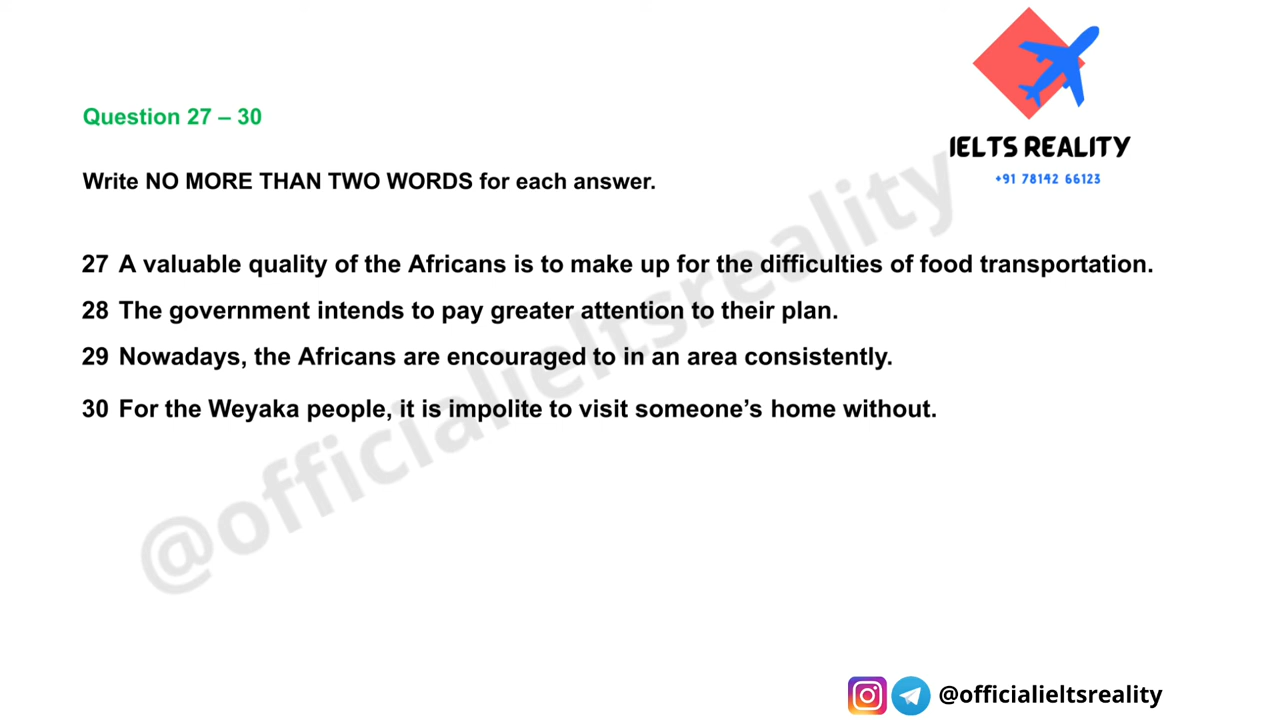 IELTS REALITY
+91 78142 66123
Question 27 – 30
Write NO MORE THAN TWO WORDS for each answer.
27 A valuable quality of the Africans is to make up for the difficulties of food transportation.
28 The government intends to pay greater attention to their plan.
29 Nowadays, the Africans are encouraged to in an area consistently.
30 For the Weyaka people, it is impolite to visit someone’s home without.
@officialieltsreality
@officialieltsreality